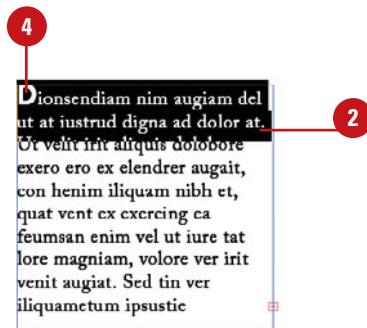 4
Dionsendiam nim augiam del
ut at iustrud digna ad dolor at.
2
Ut velit irit aliquis dolobore
exero ero ex elendrer augait,
con henim iliquam nibh et,
quat vent ex exercing ea
feumsan enim vel ut iure tat
lore magniam, volore ver irit
venit augiat. Sed tin ver
iliquametum ipsustie